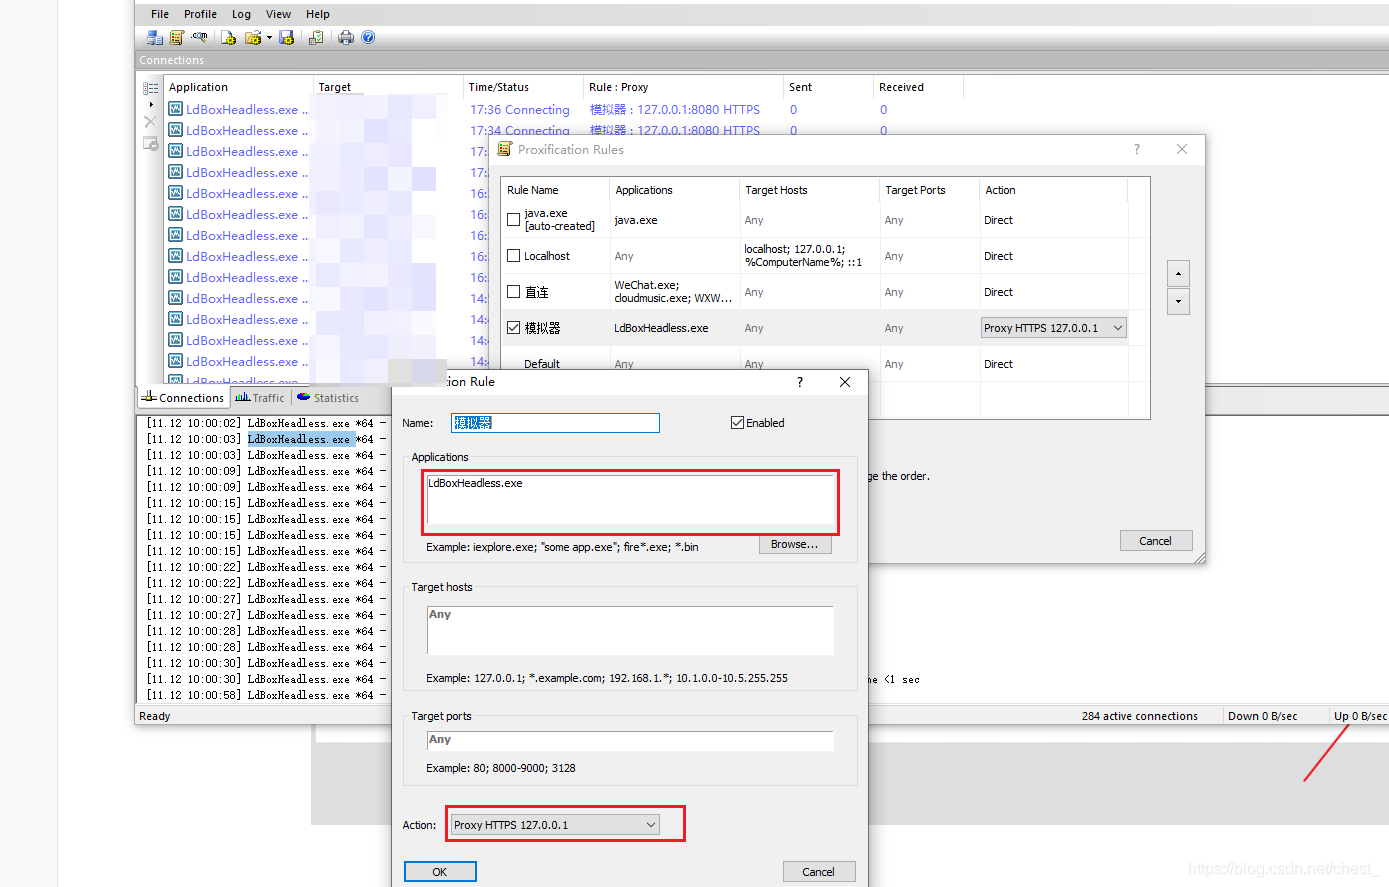 File Profile Log View Help
Connections
Application Target Time/Status Rule : Proxy Sent Received
LdBoxHeadless.exe .. 17:36 Connecting 模拟器 : 127.0.0.1:8080 HTTPS 0 0
LdBoxHeadless.exe .. 17:34 Connecting 模拟器 : 127.0.0.1:8080 HTTPS 0 0
LdBoxHeadless.exe .. 17:
LdBoxHeadless.exe .. 17:
LdBoxHeadless.exe .. 16:
LdBoxHeadless.exe .. 16:
LdBoxHeadless.exe .. 16:
LdBoxHeadless.exe .. 16:
LdBoxHeadless.exe .. 14:
LdBoxHeadless.exe .. 14:
LdBoxHeadless.exe .. 14:
LdBoxHeadless.exe .. 14:
LdBoxHeadless.exe .. 14:
LdBoxHeadless.exe ..
Proxification Rules ?
Rule Name Applications Target Hosts Target Ports Action
java.exe [auto-created] java.exe Any Any Direct
Localhost Any localhost; 127.0.0.1; %ComputerName%; ::1 Any Direct
直连 WeChat.exe; cloudmusic.exe; WXW... Any Any Direct
模拟器 LdBoxHeadless.exe Any Any Proxy HTTPS 127.0.0.1
Default Any Any Any Direct
ge the order.
Cancel
Connections Traffic Statistics
[11.12 10:00:02] LdBoxHeadless.exe *64 -
[11.12 10:00:03] LdBoxHeadless.exe *64 -
[11.12 10:00:03] LdBoxHeadless.exe *64 -
[11.12 10:00:09] LdBoxHeadless.exe *64 -
[11.12 10:00:09] LdBoxHeadless.exe *64 -
[11.12 10:00:15] LdBoxHeadless.exe *64 -
[11.12 10:00:15] LdBoxHeadless.exe *64 -
[11.12 10:00:15] LdBoxHeadless.exe *64 -
[11.12 10:00:15] LdBoxHeadless.exe *64 -
[11.12 10:00:22] LdBoxHeadless.exe *64 -
[11.12 10:00:22] LdBoxHeadless.exe *64 -
[11.12 10:00:27] LdBoxHeadless.exe *64 -
[11.12 10:00:27] LdBoxHeadless.exe *64 -
[11.12 10:00:28] LdBoxHeadless.exe *64 -
[11.12 10:00:28] LdBoxHeadless.exe *64 -
[11.12 10:00:30] LdBoxHeadless.exe *64 -
[11.12 10:00:30] LdBoxHeadless.exe *64 - ne <1 sec
[11.12 10:00:58] LdBoxHeadless.exe *64 -
Ready 284 active connections Down 0 B/sec Up 0 B/sec
tion Rule ?
Name: 模拟器 Enabled
Applications
LdBoxHeadless.exe
Example: iexplore.exe; "some app.exe"; fire*.exe; *.bin Browse...
Target hosts
Any
Example: 127.0.0.1; *.example.com; 192.168.1.*; 10.1.0.0-10.5.255.255
Target ports
Any
Example: 80; 8000-9000; 3128
Action: Proxy HTTPS 127.0.0.1
OK Cancel
https://blog.csdn.net/chest_